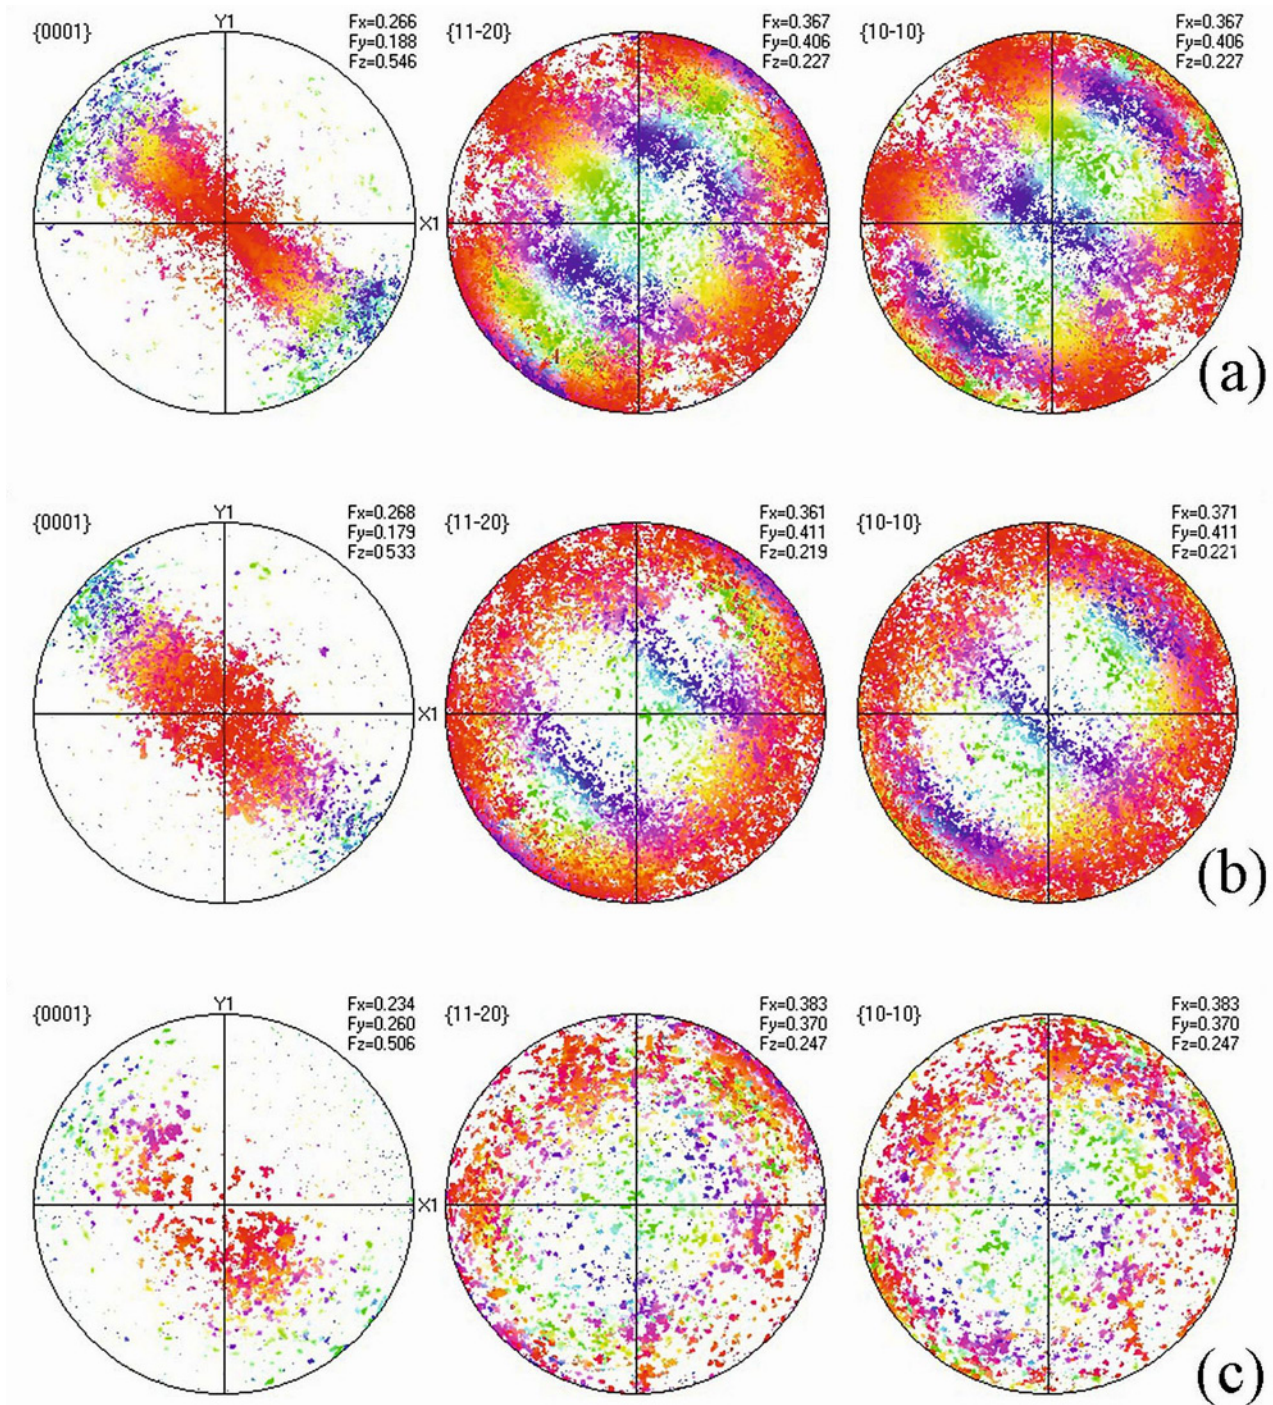 {0001}
Y1
Fx=0.266
Fy=0.188
Fz=0.546
X1
{11-20}
Fx=0.367
Fy=0.406
Fz=0.227
{10-10}
Fx=0.367
Fy=0.406
Fz=0.227
(a)
{0001}
Y1
Fx=0.268
Fy=0.179
Fz=0.533
X1
{11-20}
Fx=0.361
Fy=0.411
Fz=0.219
{10-10}
Fx=0.371
Fy=0.411
Fz=0.221
(b)
{0001}
Y1
Fx=0.234
Fy=0.260
Fz=0.506
X1
{11-20}
Fx=0.383
Fy=0.370
Fz=0.247
{10-10}
Fx=0.383
Fy=0.370
Fz=0.247
(c)